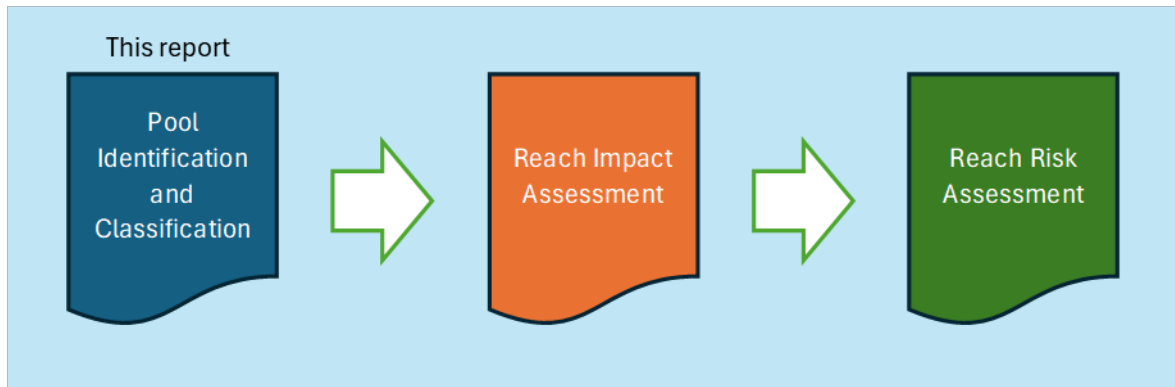 This report
Pool
Identification
and
Classification
Reach Impact
Assessment
Reach Risk
Assessment